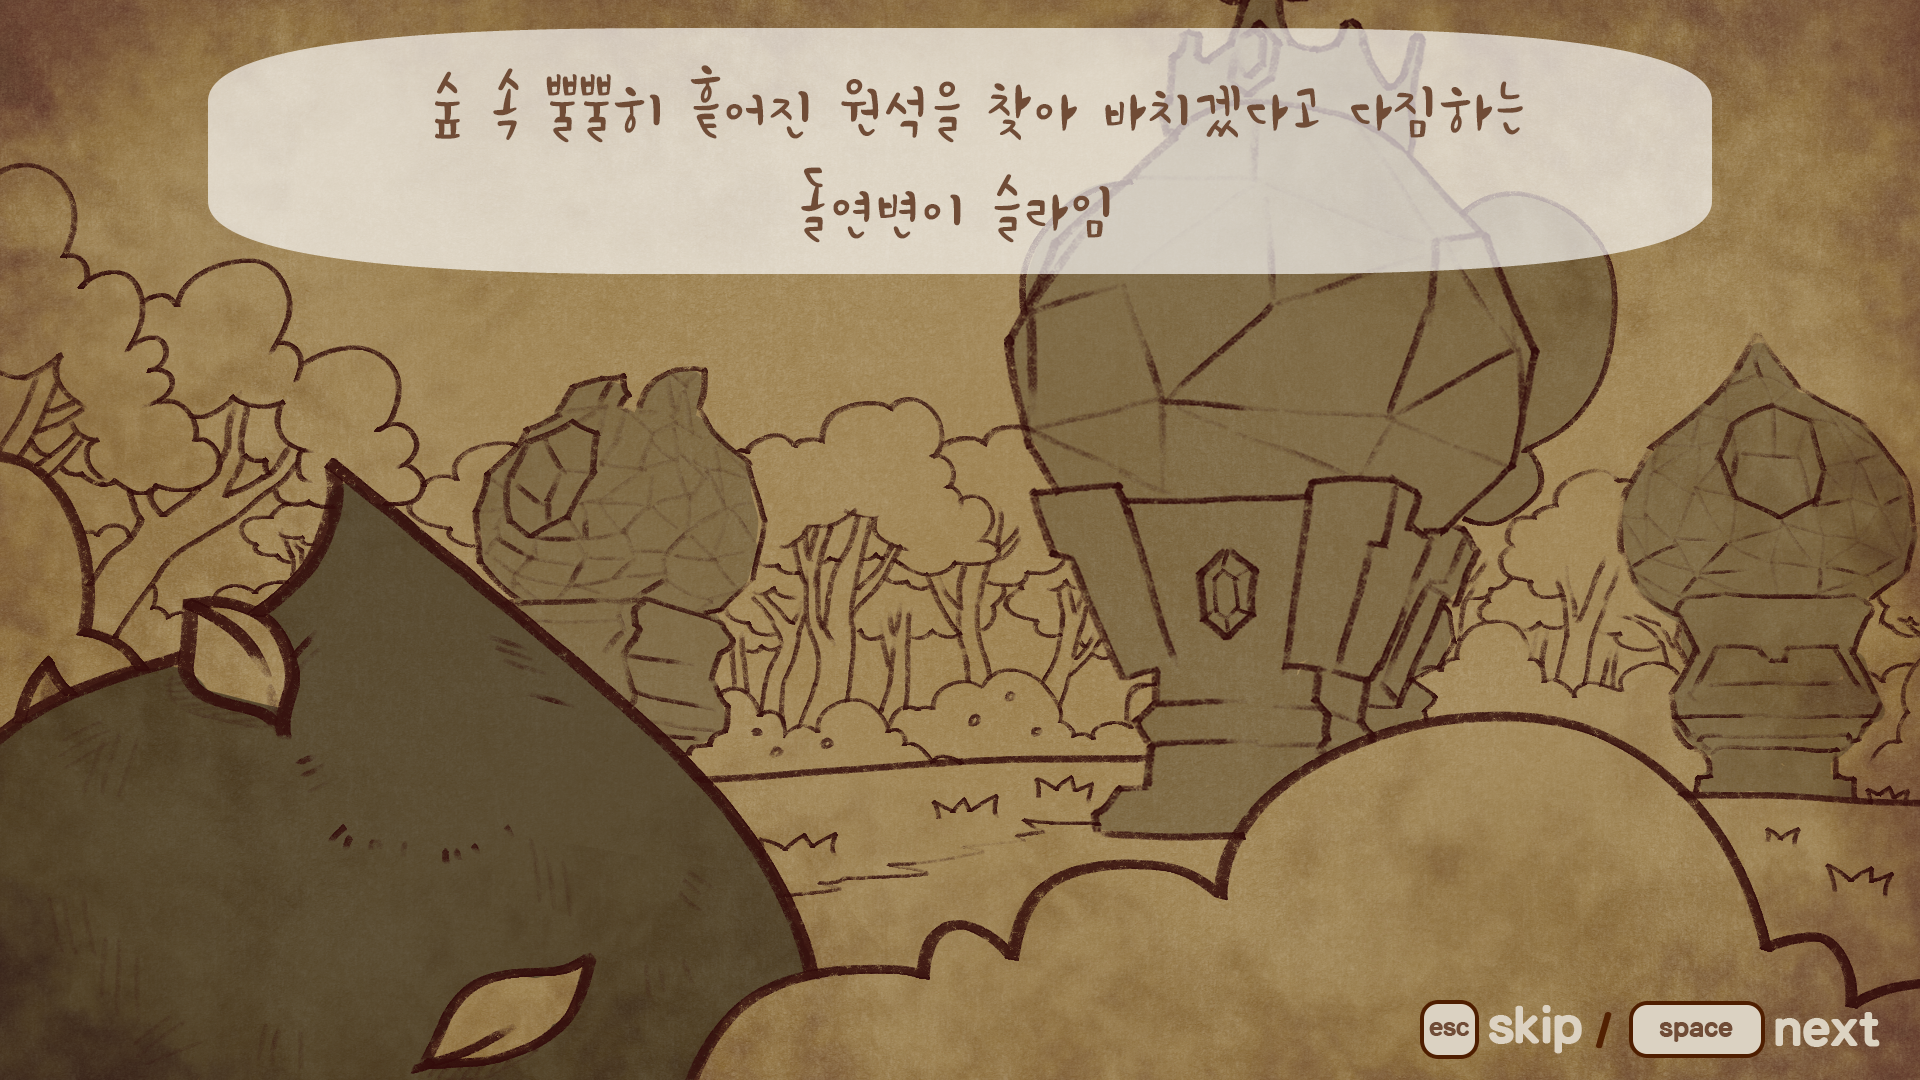 숲 속 뿔뿔히 흩어진 원석을 찾아 바치겠다고 다짐하는
돌연변이 슬라임
esc skip / space next